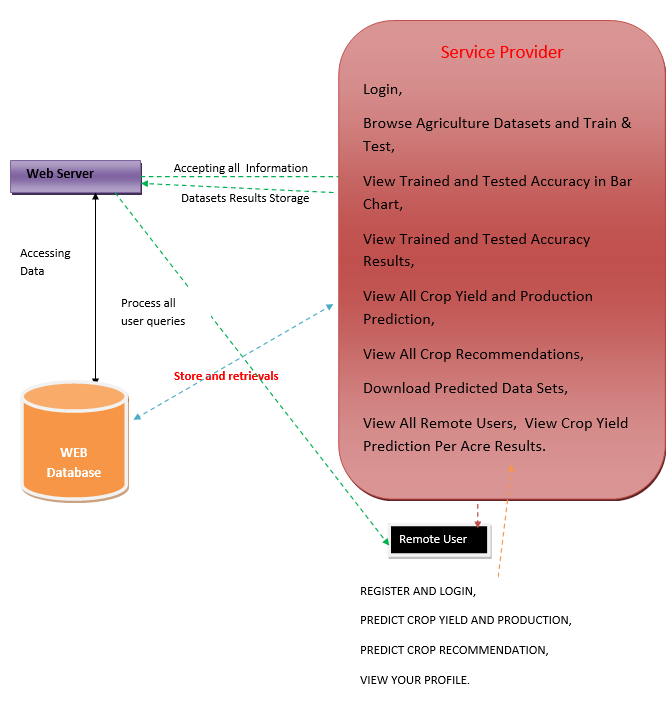 Service Provider
Login,
Browse Agriculture Datasets and Train &
Test,
View Trained and Tested Accuracy in Bar
Chart,
View Trained and Tested Accuracy
Results,
View All Crop Yield and Production
Prediction,
View All Crop Recommendations,
Download Predicted Data Sets,
View All Remote Users,  View Crop Yield
Prediction Per Acre Results.
Web Server
Accepting all  Information
Datasets Results Storage
Accessing
Data
Process all
user queries
Store and retrievals
WEB
Database
Remote User
REGISTER AND LOGIN,
PREDICT CROP YIELD AND PRODUCTION,
PREDICT CROP RECOMMENDATION,
VIEW YOUR PROFILE.